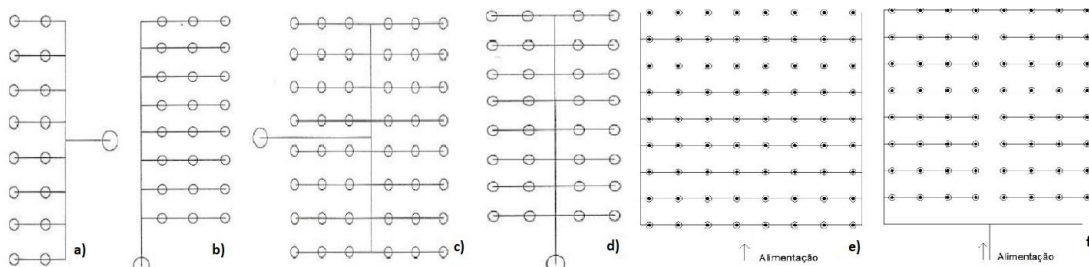 a)
b)
c)
d)
e)
Alimentação
f)
Alimentação